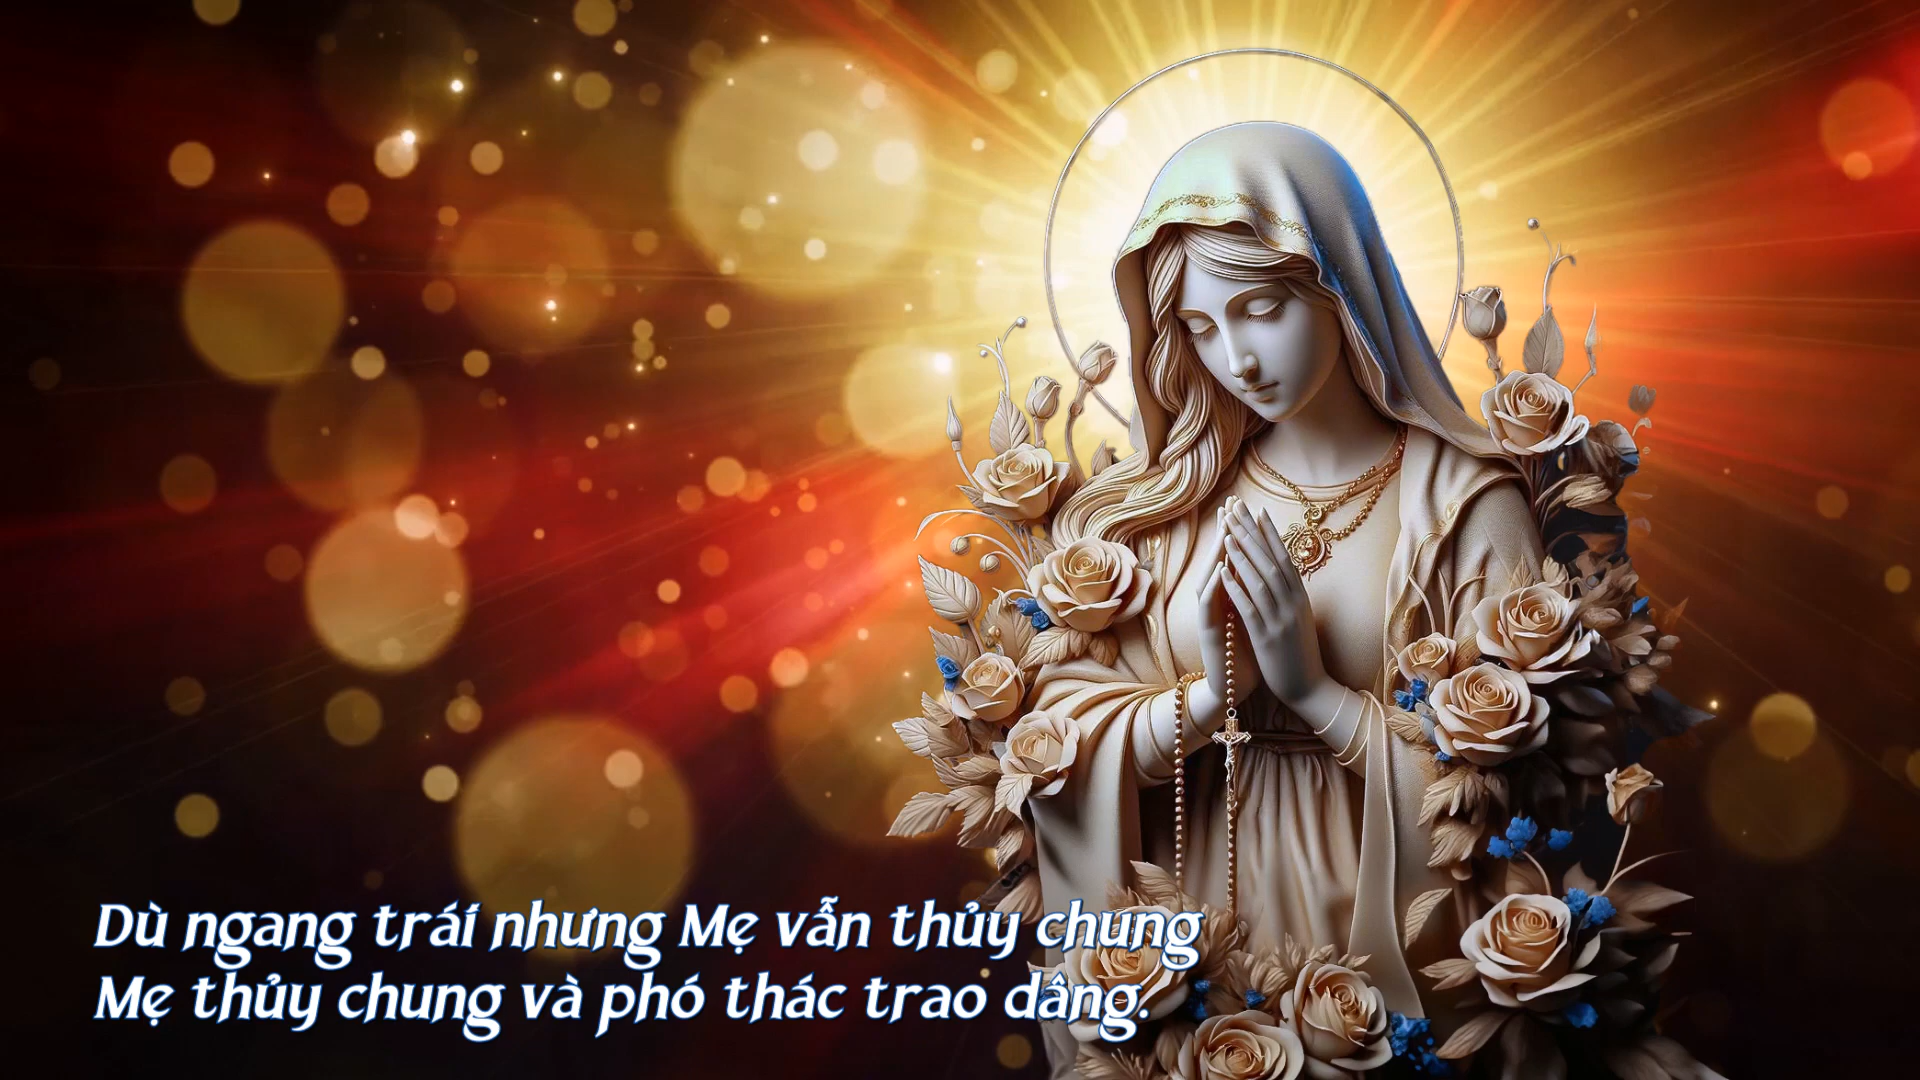 Dù ngang trái nhưng Mẹ vẫn thủy chung
Mẹ thủy chung và phó thác trao dâng.